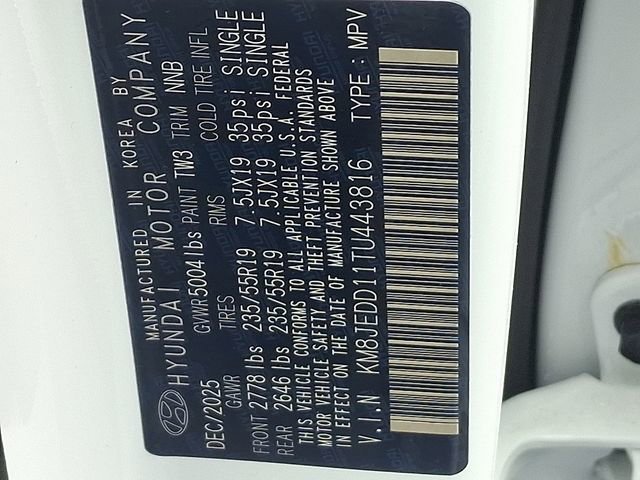 MANUFACTURED IN KOREA BY
HYUNDAI MOTOR COMPANY
DEC/2025 GVWR 5004 lbs PAINT TW3 TRIM NNB
GAWR TIRES RIMS COLD TIRE INFL
FRONT 2778 lbs 235/55R19 7.5JX19 35psi SINGLE
REAR 2646 lbs 235/55R19 7.5JX19 35psi SINGLE
THIS VEHICLE CONFORMS TO ALL APPLICABLE U.S.A. FEDERAL
MOTOR VEHICLE SAFETY AND THEFT PREVENTION STANDARDS
IN EFFECT ON THE DATE OF MANUFACTURE SHOWN ABOVE
V.I.N KM8JEDD11TU443816 TYPE : MPV